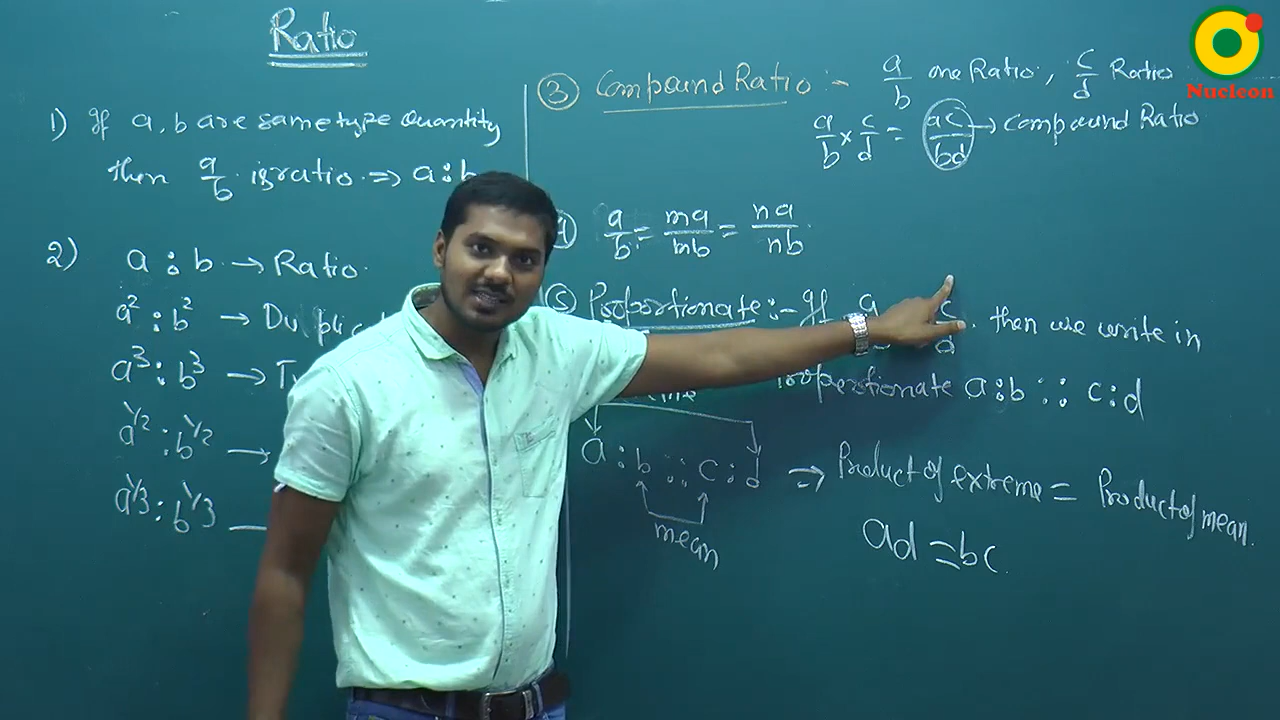 Ratio
1) If a, b are same type quantity
then a/b is ratio ⇒ a : b
2) a : b → Ratio
a² : b² →
a³ : b³ →
a^1/2 : b^1/2 →
a^1/3 : b^1/3 —
③ Compound Ratio :- a/b one Ratio, c/d Ratio
a/b × c/d = ac/bd → Compound Ratio
④ a/b = ma/mb = na/nb
⑤ Proportionate :- If a c/d, then we write in
a : b :: c : d
a : b :: c : d ⇒ Product of extreme = Product of mean.
mean
ad = bc
Nucleon